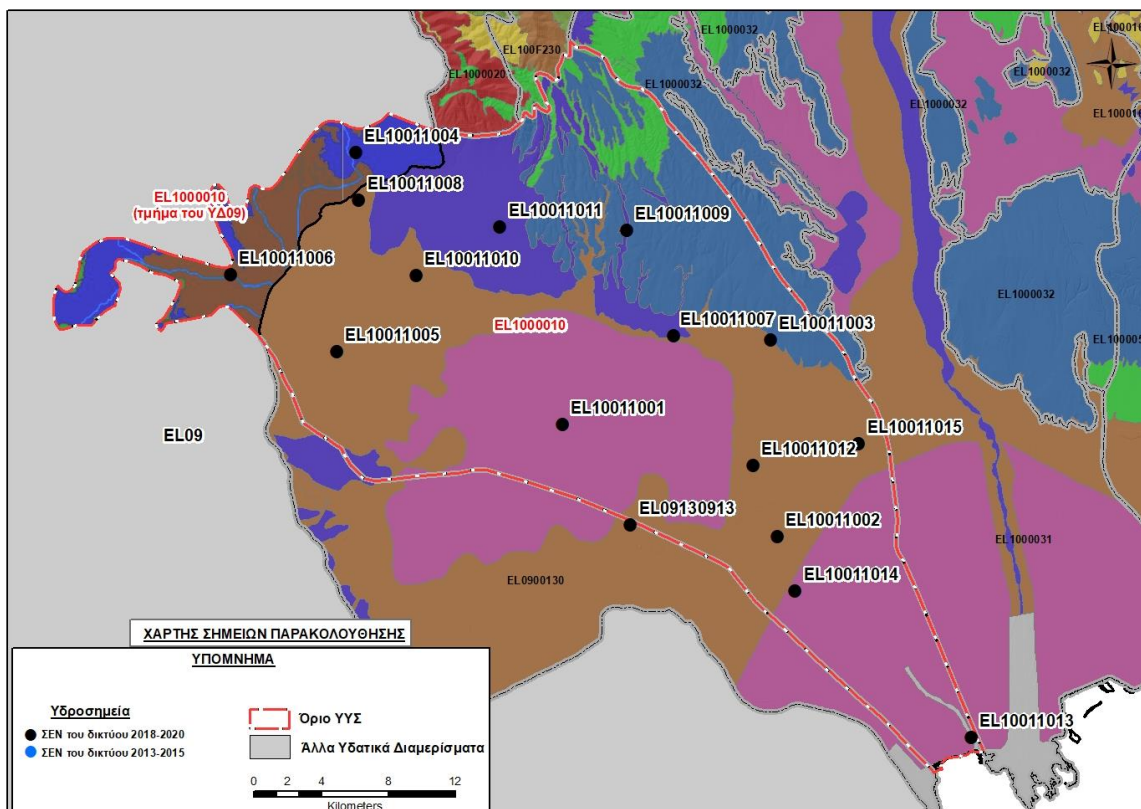 EL1000032
EL100F230
EL1000020
EL1000032
EL1000032
EL1000032
EL10011004
EL1000010
(τμήμα του ΥΔ09)
EL10011008
EL10011011
EL10011009
EL10011006
EL10011010
EL1000032
EL1000010
EL10011007
EL10011003
EL10011005
EL09
EL10011001
EL10011015
EL10011012
EL09130913
EL10011002
EL1000031
EL0900130
EL10011014
EL10011013
ΧΑΡΤΗΣ ΣΗΜΕΙΩΝ ΠΑΡΑΚΟΛΟΥΘΗΣΗΣ
ΥΠΟΜΝΗΜΑ
Υδροσημεία
ΣΕΝ του δικτύου 2018-2020
ΣΕΝ του δικτύου 2013-2015
Όριο ΥΥΣ
Άλλα Υδατικά Διαμερίσματα
0 2 4 8 12
Kilometers